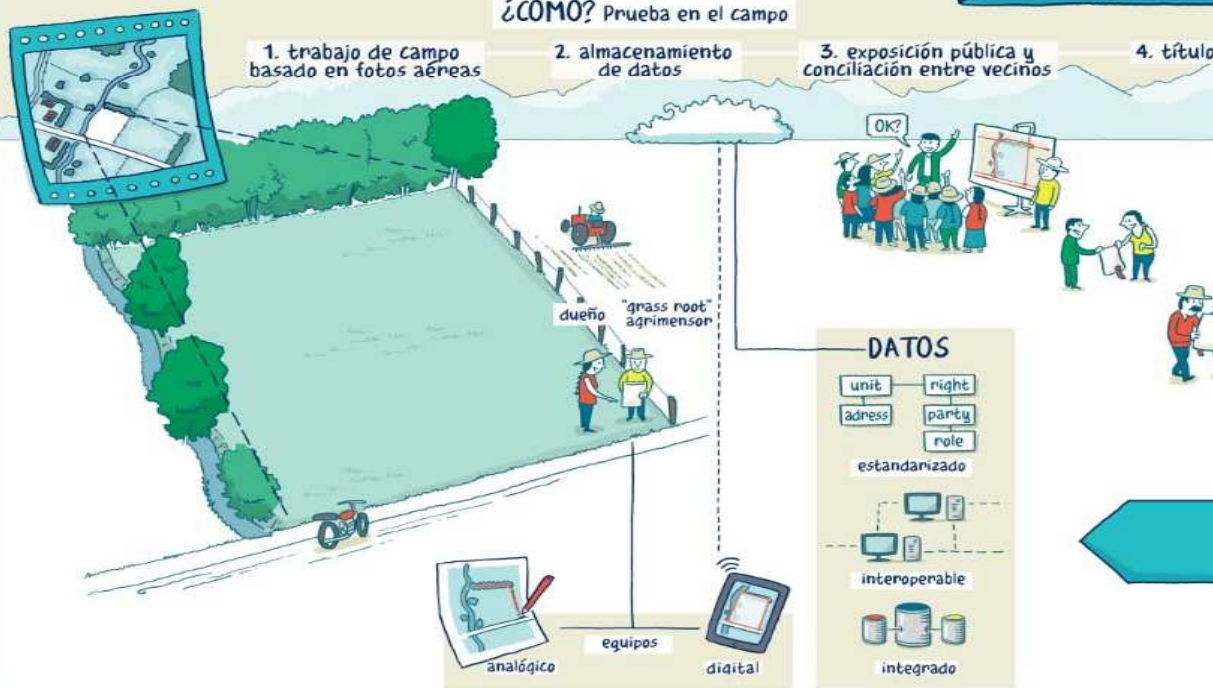 ¿CÓMO? Prueba en el campo
1. trabajo de campo
basado en fotos aéreas
2. almacenamiento
de datos
3. exposición pública y
conciliación entre vecinos
4. título
OK?
dueño
"grass root"
agrimensor
DATOS
unit
right
adress
party
role
estandarizado
interoperable
integrado
equipos
analógico
digital